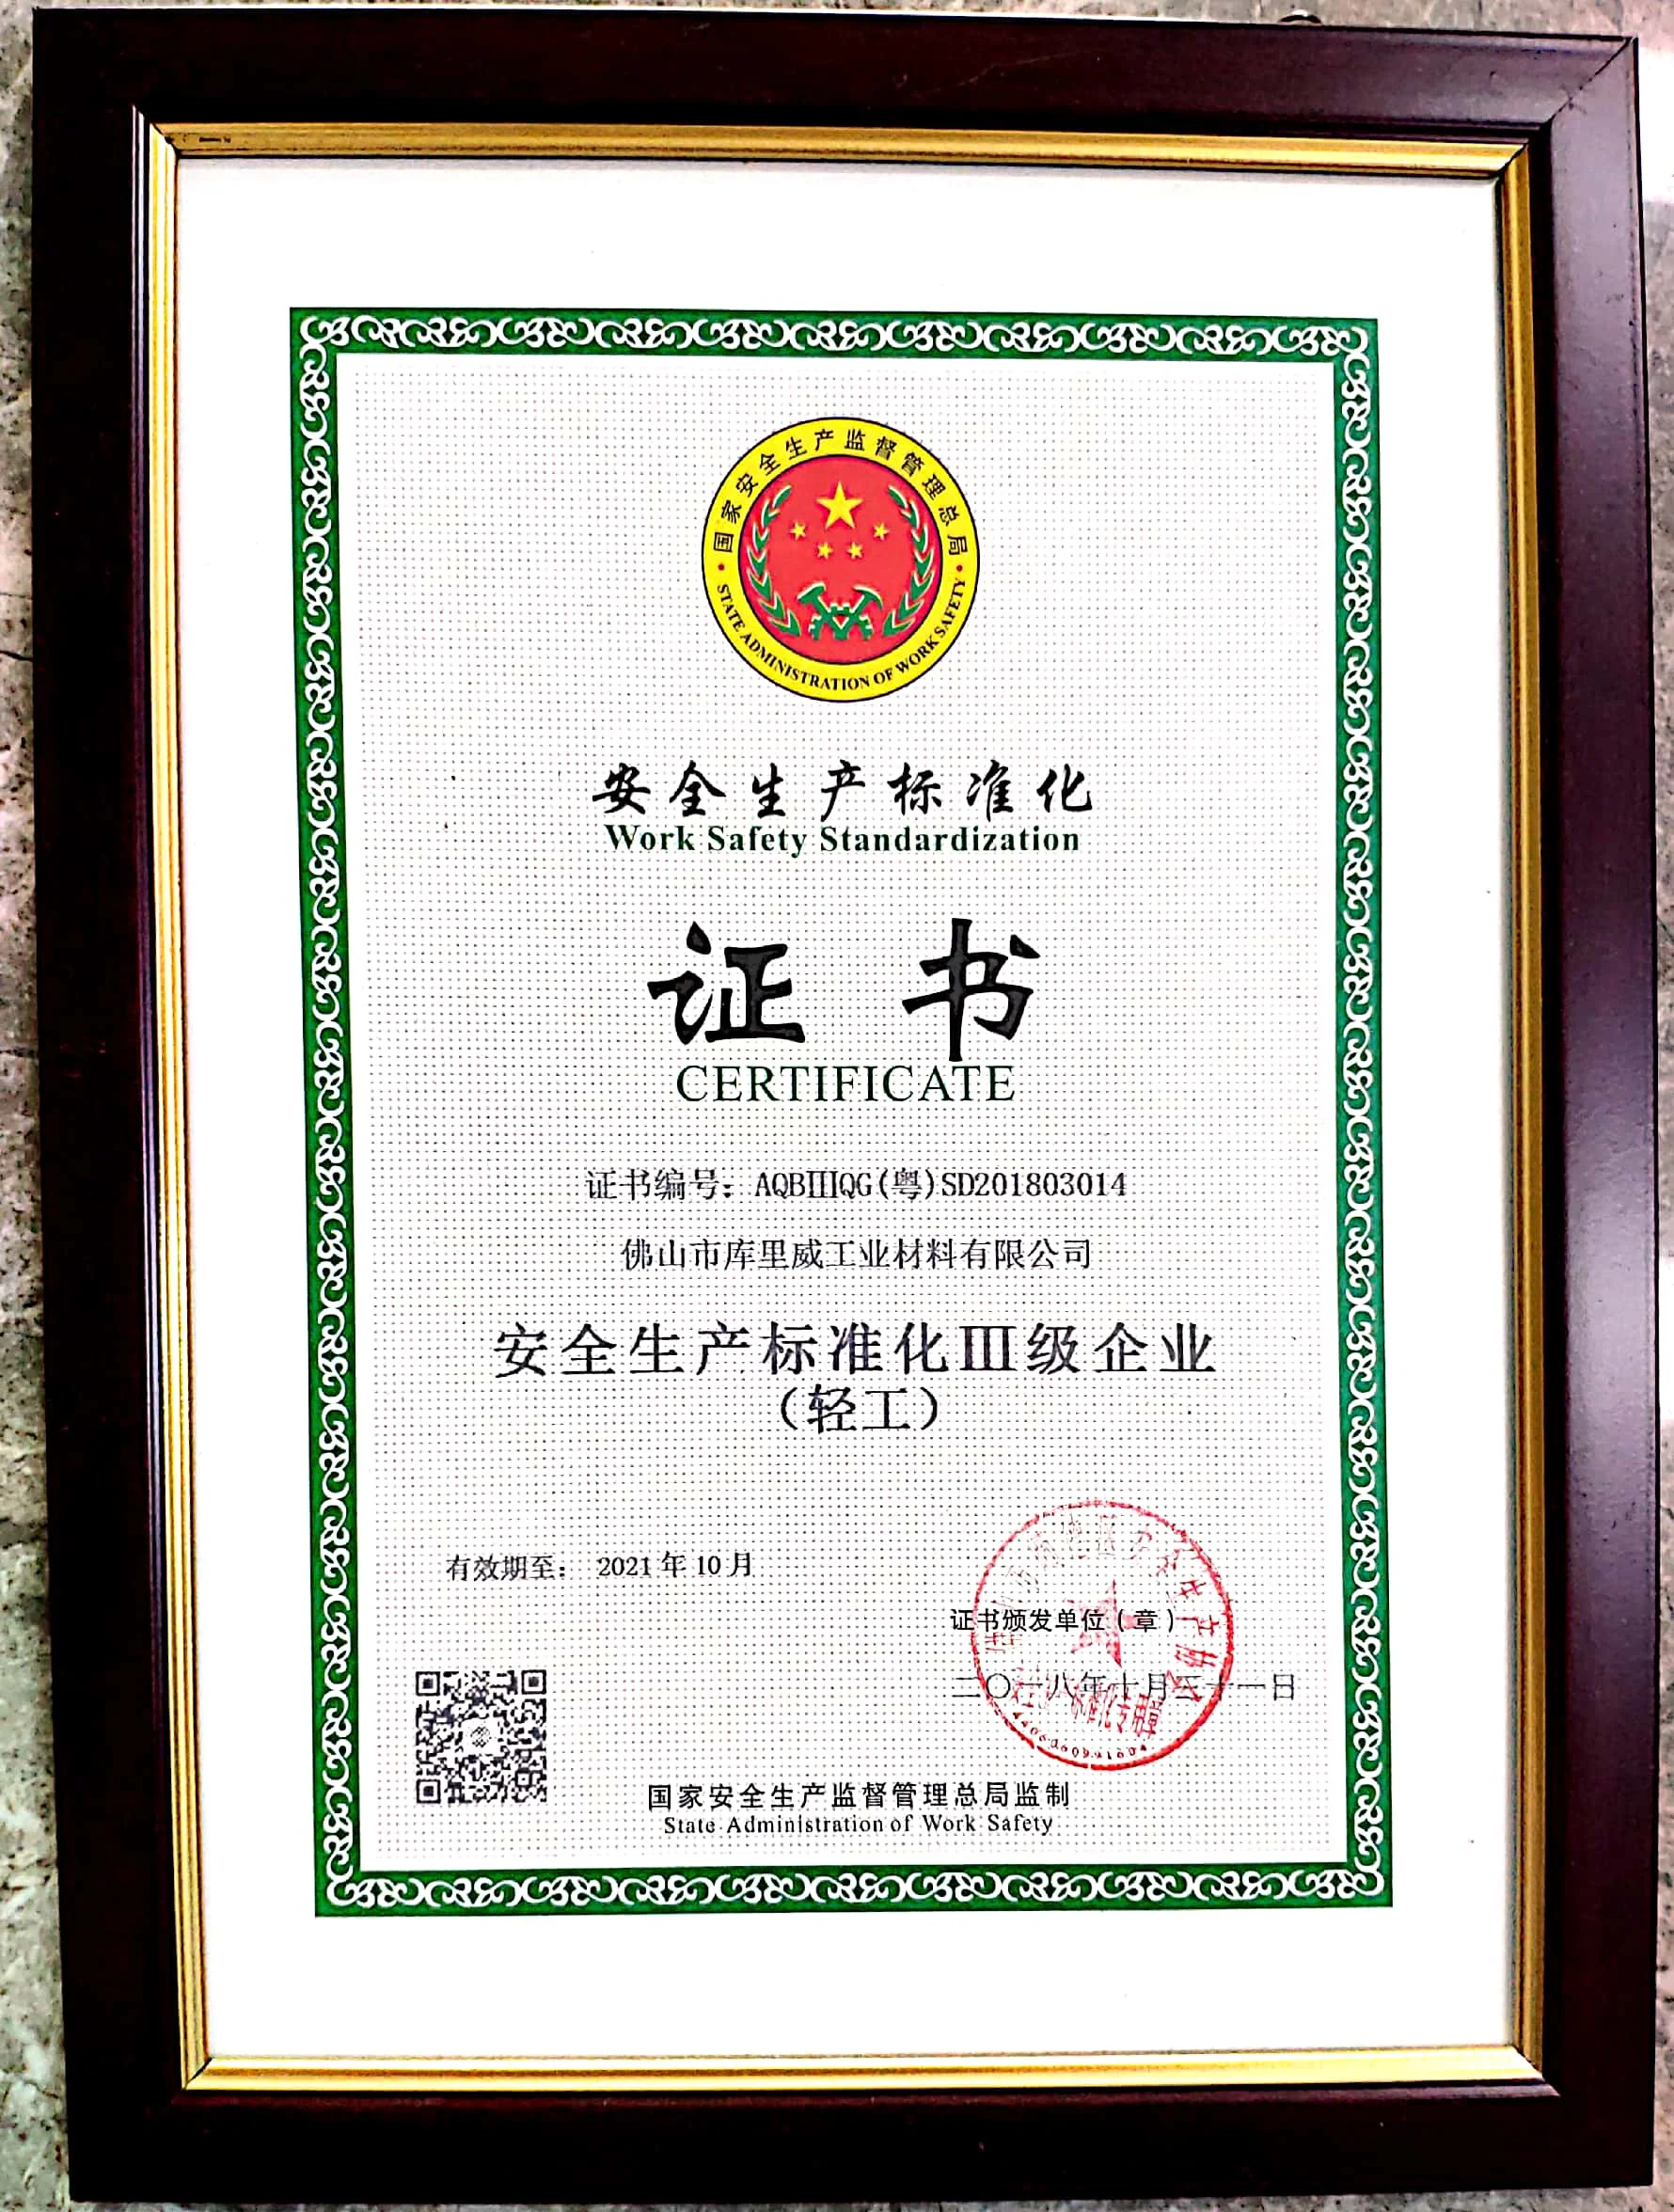 国家安全生产监督管理总局
STATE ADMINISTRATION OF WORK SAFETY
安全生产标准化
Work Safety Standardization
证书
CERTIFICATE
证书编号：AQBⅢQG(粤)SD201803014
佛山市库里威工业材料有限公司
安全生产标准化Ⅲ级企业
（轻工）
有效期至： 2021年10月
证书颁发单位（章）
二〇一八年十月三十一日
国家安全生产监督管理总局监制
State Administration of Work Safety